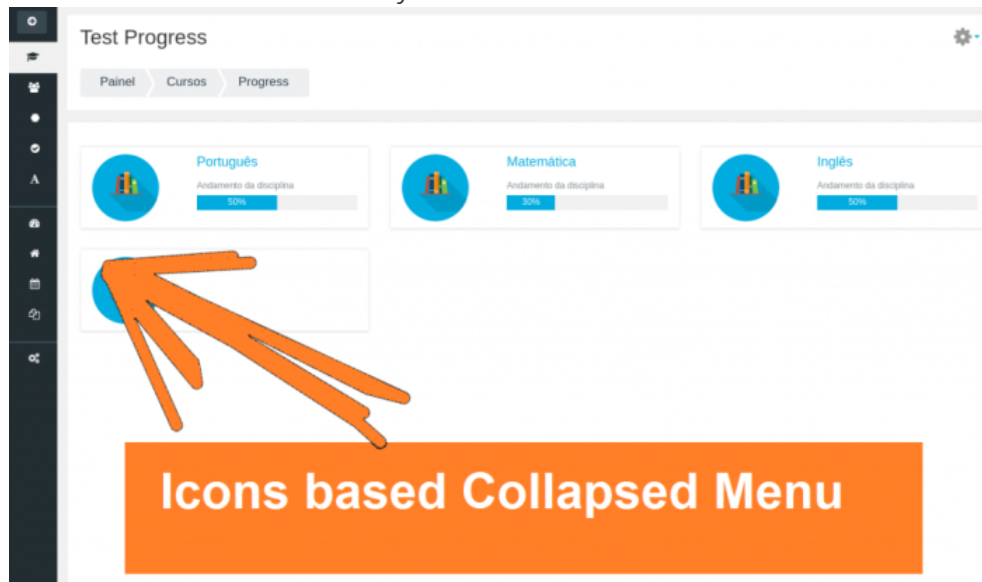 Test Progress
Painel Cursos Progress
Português
Andamento da disciplina
50%
Matemática
Andamento da disciplina
30%
Inglês
Andamento da disciplina
50%
A
Icons based Collapsed Menu